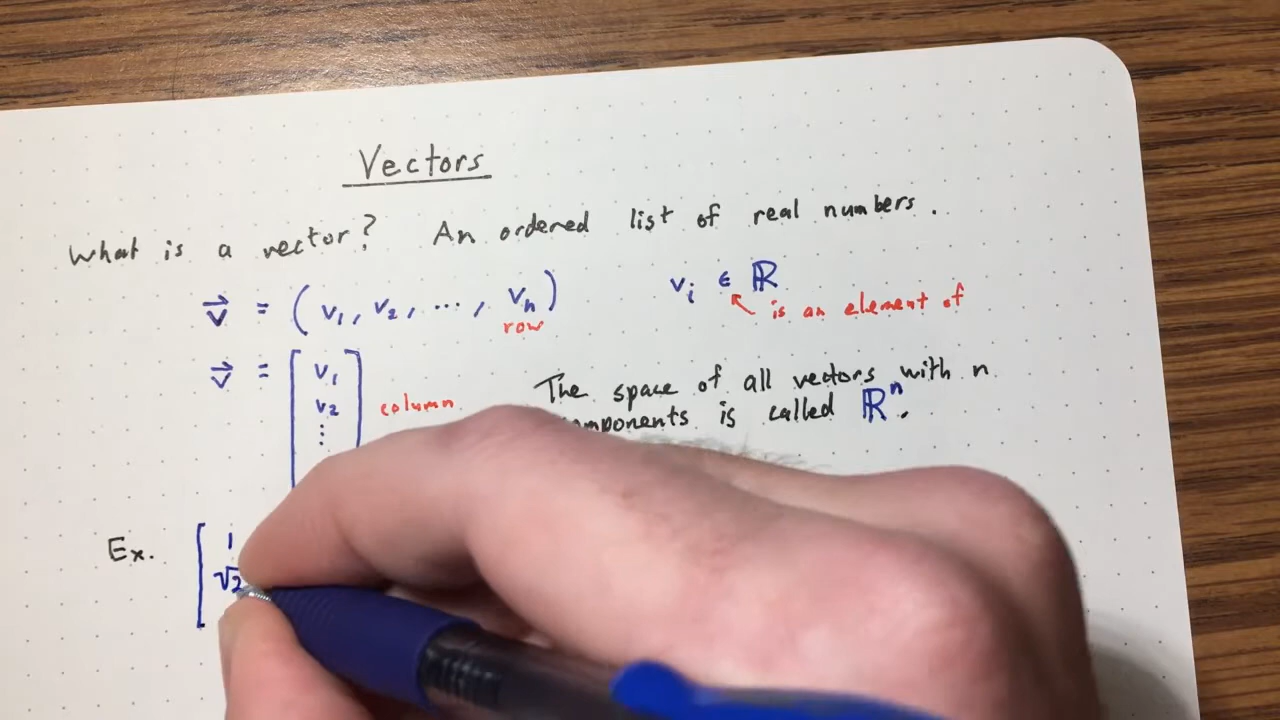 Vectors
What is a vector? An ordered list of real numbers.
v⃗ = (v₁, v₂, ⋯, vₙ) vᵢ ∈ ℝ
row
is an element of
v⃗ = [v₁
v₂ column
⋮
The space of all vectors with n
is called ℝⁿ.
Ex. [1
√2